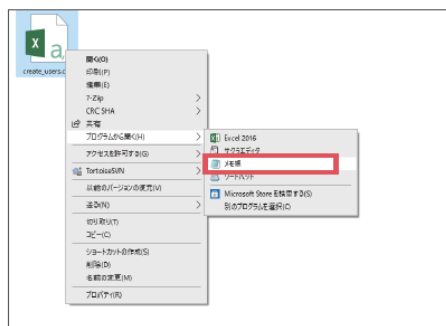 create_users.c
開く(O)
印刷(P)
編集(E)
7-Zip
CRC SHA
共有
プログラムから開く(H)
アクセスを許可する(G)
TortoiseSVN
以前のバージョンの復元(V)
送る(N)
切り取り(T)
コピー(C)
ショートカットの作成(S)
削除(D)
名前の変更(M)
プロパティ(R)
Excel 2016
サクラエディタ
メモ帳
ワードパッド
Microsoft Store を検索する(S)
別のプログラムを選択(C)